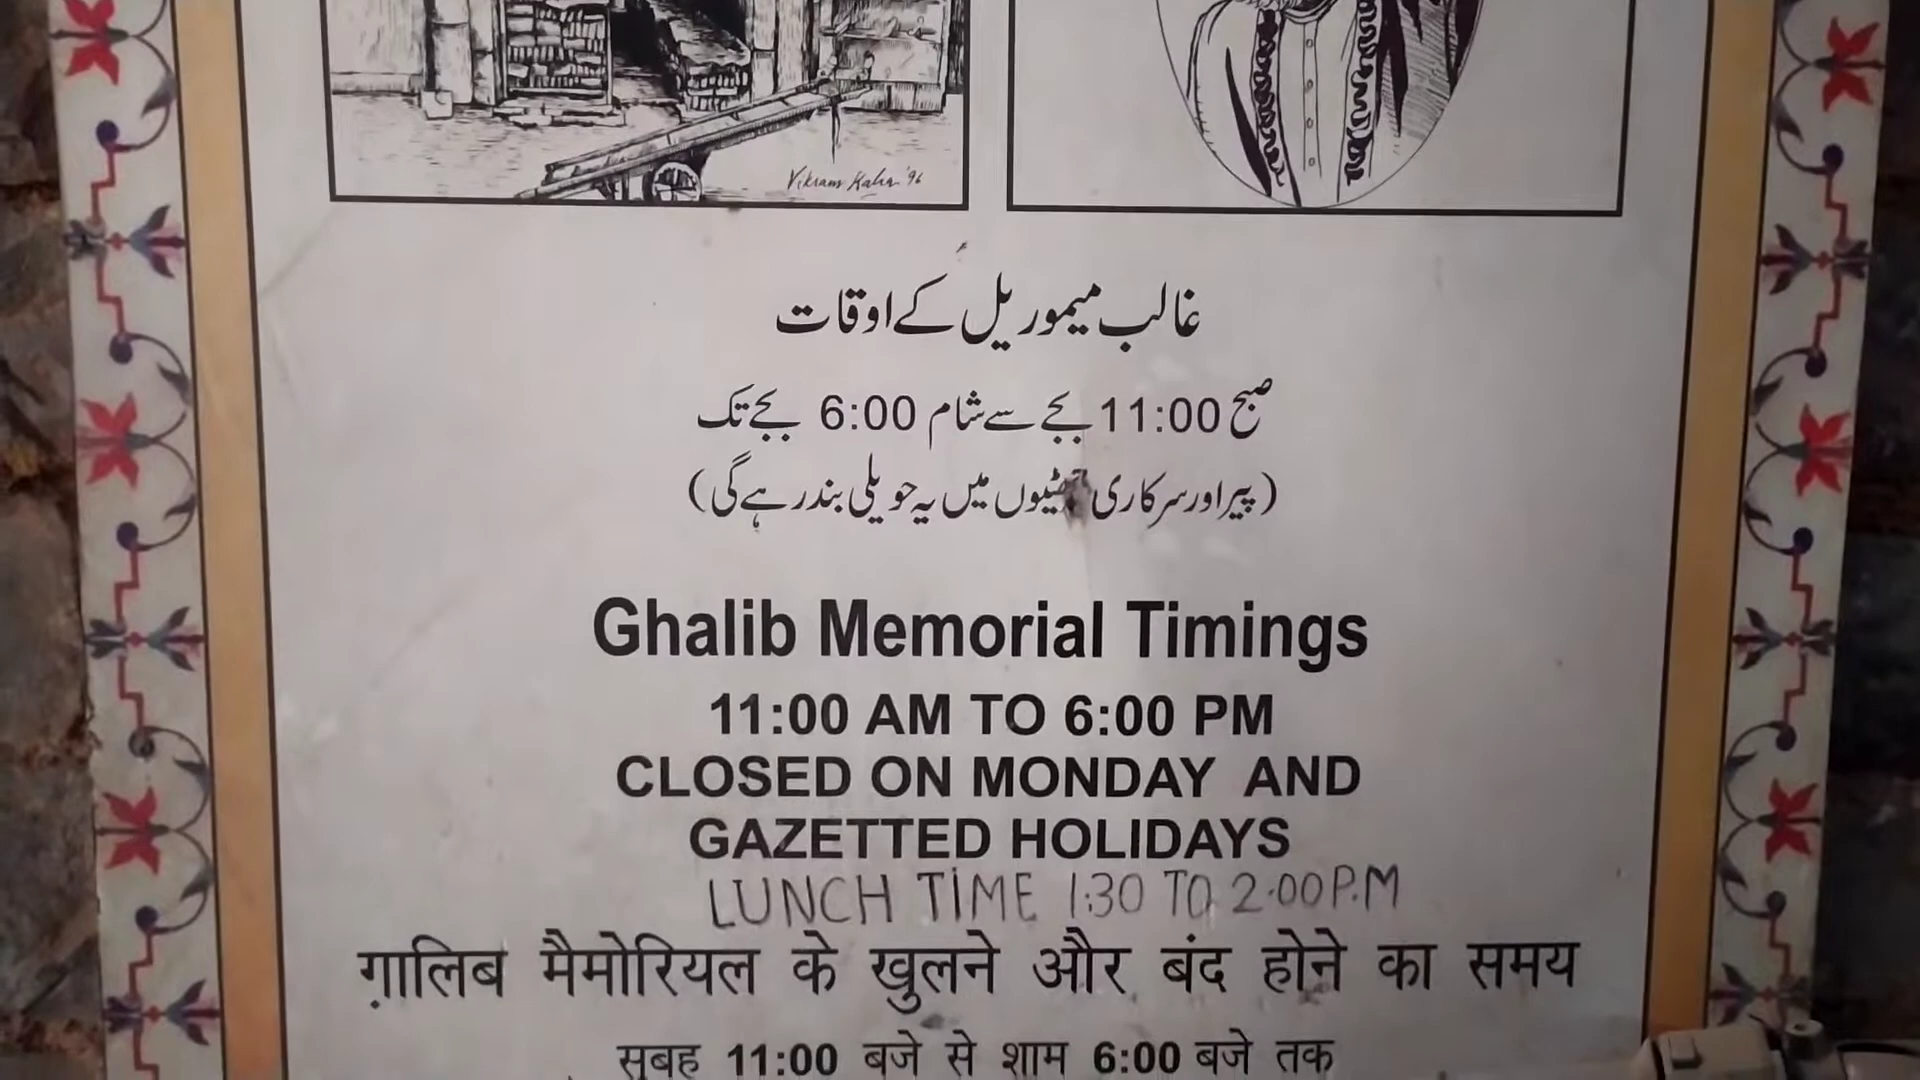 Vikram Kalra '96
غالب میموریل کے اوقات
صبح 11:00 بجے سے شام 6:00 بجے تک
(پیر اور سرکاری چھٹیوں میں یہ حویلی بند رہے گی)
Ghalib Memorial Timings
11:00 AM TO 6:00 PM
CLOSED ON MONDAY AND
GAZETTED HOLIDAYS
LUNCH TIME 1:30 TO 2.00 P.M
ग़ालिब मैमोरियल के खुलने और बंद होने का समय
सुबह 11:00 बजे से शाम 6:00 बजे तक